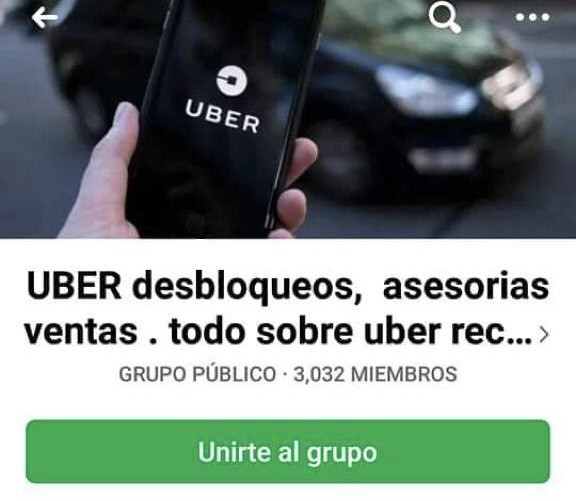 UBER
UBER desbloqueos, asesorias
ventas . todo sobre uber rec...
GRUPO PÚBLICO · 3,032 MIEMBROS
Unirte al grupo